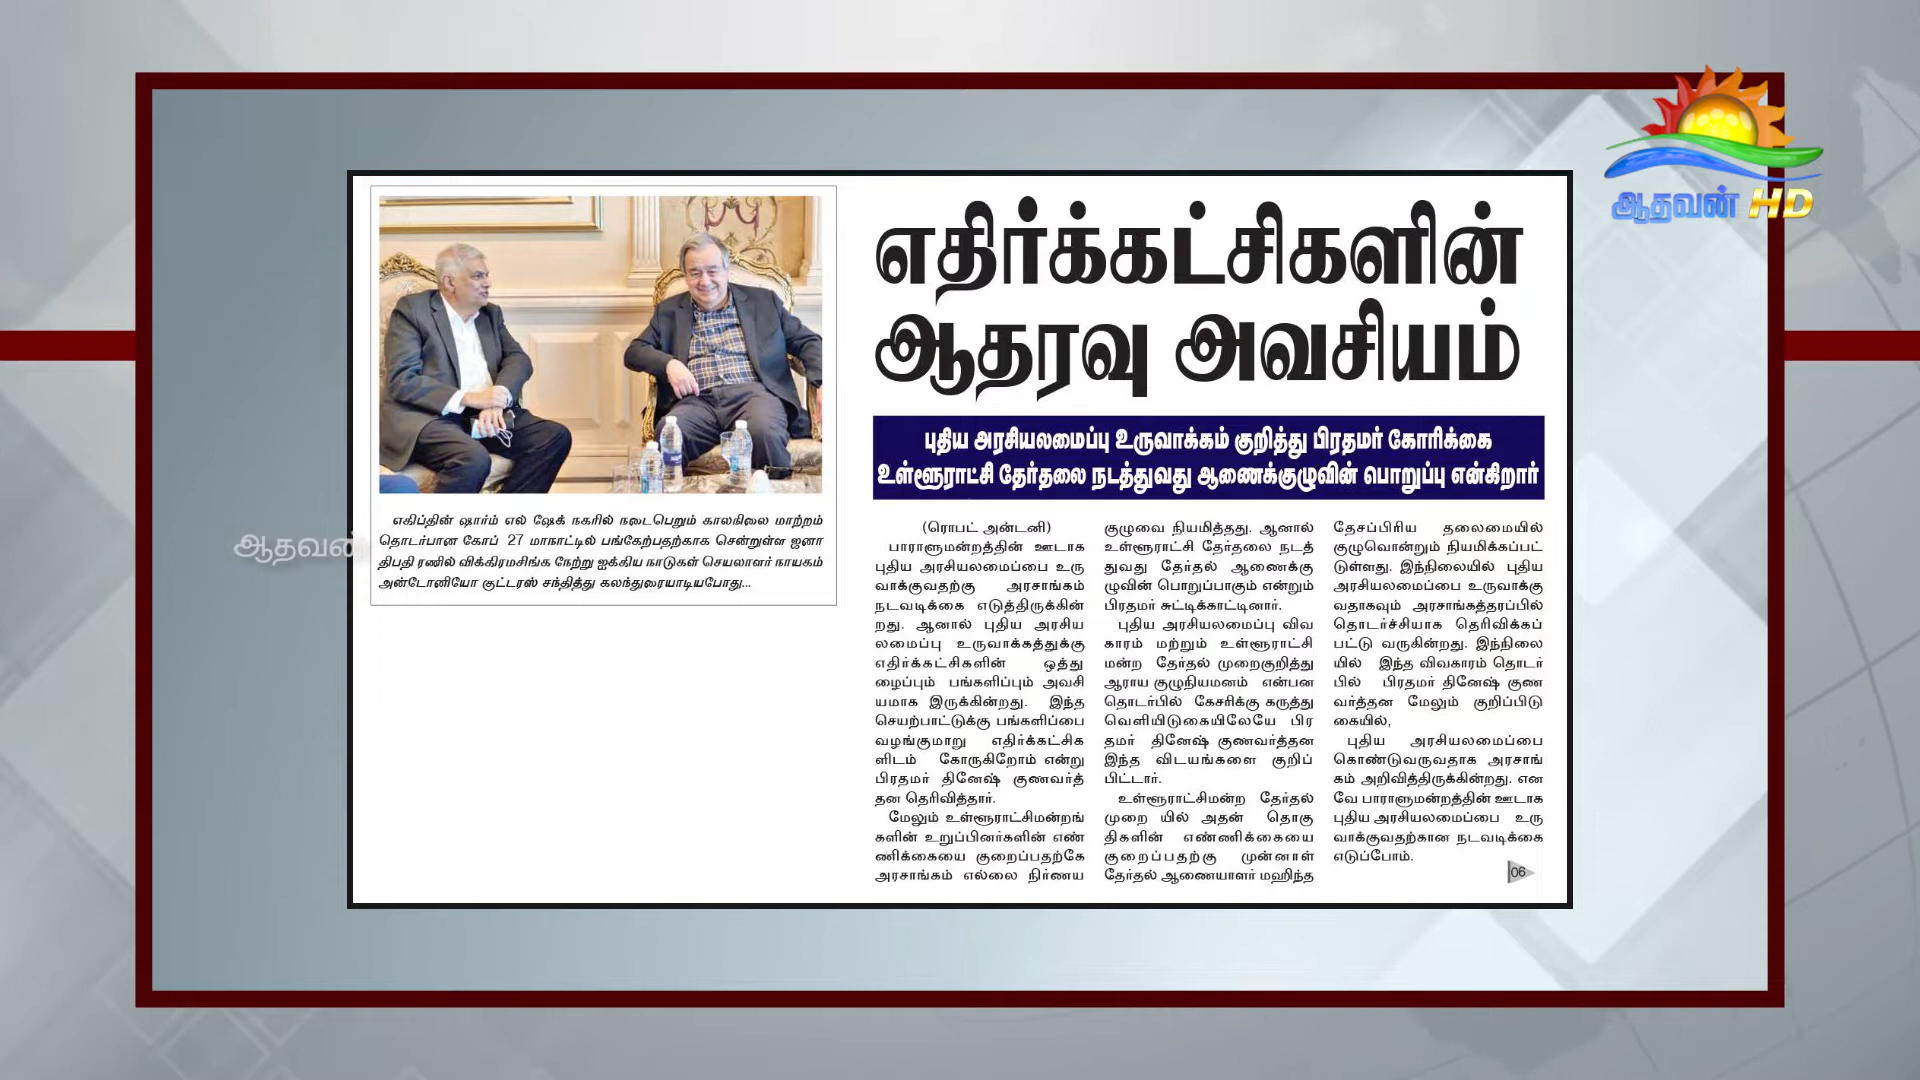 ஆதவன் HD
எதிர்க்கட்சிகளின்
ஆதரவு அவசியம்
புதிய அரசியலமைப்பு உருவாக்கம் குறித்து பிரதமர் கோரிக்கை
உள்ளூராட்சி தேர்தலை நடத்துவது ஆணைக்குழுவின் பொறுப்பு என்கிறார்
எகிப்தின் ஷார்ம் எல் ஷேக் நகரில் நடைபெறும் காலநிலை மாற்றம்
தொடர்பான கோப் 27 மாநாட்டில் பங்கேற்பதற்காக சென்றுள்ள ஜனா
திபதி ரணில் விக்கிரமசிங்க நேற்று ஐக்கிய நாடுகள் செயலாளர் நாயகம்
அன்டோனியோ குட்டரஸ் சந்தித்து கலந்துரையாடியபோது...
ஆதவன்
(ரொபட் அன்டனி)
பாராளுமன்றத்தின் ஊடாக
புதிய அரசியலமைப்பை உரு
வாக்குவதற்கு அரசாங்கம்
நடவடிக்கை எடுத்திருக்கின்
றது. ஆனால் புதிய அரசிய
லமைப்பு உருவாக்கத்துக்கு
எதிர்க்கட்சிகளின் ஒத்து
ழைப்பும் பங்களிப்பும் அவசி
யமாக இருக்கின்றது. இந்த
செயற்பாட்டுக்கு பங்களிப்பை
வழங்குமாறு எதிர்க்கட்சிக
ளிடம் கோருகிறோம் என்று
பிரதமர் தினேஷ் குணவர்த்
தன தெரிவித்தார்.
மேலும் உள்ளூராட்சிமன்றங்
களின் உறுப்பினர்களின் எண்
ணிக்கையை குறைப்பதற்கே
அரசாங்கம் எல்லை நிர்ணய
குழுவை நியமித்தது. ஆனால்
உள்ளூராட்சி தேர்தலை நடத்
துவது தேர்தல் ஆணைக்கு
ழுவின் பொறுப்பாகும் என்றும்
பிரதமர் சுட்டிக்காட்டினார்.
புதிய அரசியலமைப்பு விவ
காரம் மற்றும் உள்ளூராட்சி
மன்ற தேர்தல் முறைகுறித்து
ஆராய குழுநியமனம் என்பன
தொடர்பில் கேசரிக்கு கருத்து
வெளியிடுகையிலேயே பிர
தமர் தினேஷ் குணவர்த்தன
இந்த விடயங்களை குறிப்
பிட்டார்.
உள்ளூராட்சிமன்ற தேர்தல்
முறை யில் அதன் தொகு
திகளின் எண்ணிக்கையை
குறைப்பதற்கு முன்னாள்
தேர்தல் ஆணையாளர் மஹிந்த
தேசப்பிரிய தலைமையில்
குழுவொன்றும் நியமிக்கப்பட்
டுள்ளது. இந்நிலையில் புதிய
அரசியலமைப்பை உருவாக்கு
வதாகவும் அரசாங்கத்தரப்பில்
தொடர்ச்சியாக தெரிவிக்கப்
பட்டு வருகின்றது. இந்நிலை
யில் இந்த விவகாரம் தொடர்
பில் பிரதமர் தினேஷ் குண
வர்த்தன மேலும் குறிப்பிடு
கையில்,
புதிய அரசியலமைப்பை
கொண்டுவருவதாக அரசாங்
கம் அறிவித்திருக்கின்றது. என
வே பாராளுமன்றத்தின் ஊடாக
புதிய அரசியலமைப்பை உரு
வாக்குவதற்கான நடவடிக்கை
எடுப்போம்.
06